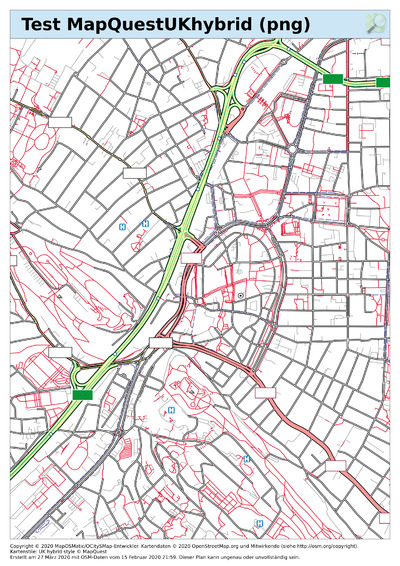 Test MapQuestUKhybrid (png)
H
H
H
H
H
Copyright © 2020 MapOSMatic/OCitySMap-Entwickler. Kartendaten © 2020 OpenStreetMap.org und Mitwirkende (siehe http://osm.org/copyright).
Kartenstile: UK hybrid style © MapQuest
Erstellt am 27 März 2020 mit OSM-Daten vom 15 Februar 2020 21:59. Dieser Plan kann ungenau oder unvollständig sein.